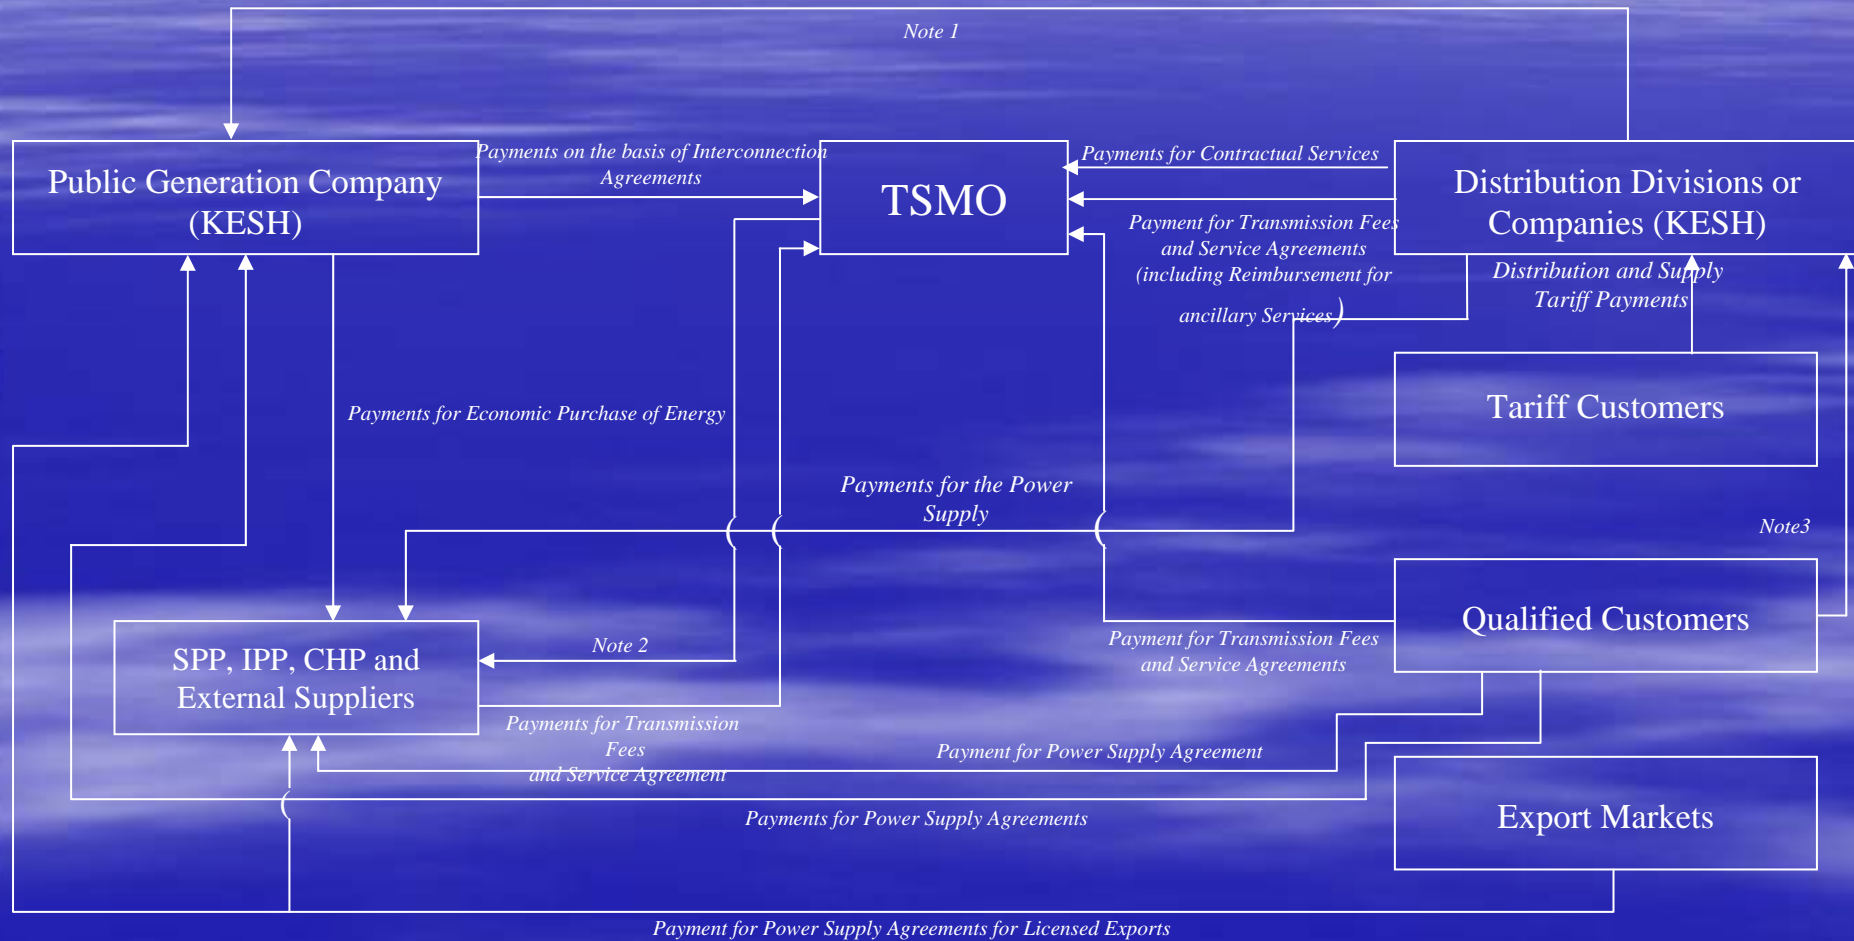 Note 1
Public Generation Company
(KESH)
Payments on the basis of Interconnection
Agreements
TSMO
Payments for Contractual Services
Distribution Divisions or
Companies (KESH)
Payment for Transmission Fees
and Service Agreements
(including Reimbursement for
ancillary Services)
Distribution and Supply
Tariff Payments
Tariff Customers
Payments for Economic Purchase of Energy
Payments for the Power
Supply
Note3
Qualified Customers
SPP, IPP, CHP and
External Suppliers
Note 2
Payment for Transmission Fees
and Service Agreements
Payments for Transmission
Fees
and Service Agreement
Payment for Power Supply Agreement
Payments for Power Supply Agreements
Export Markets
Payment for Power Supply Agreements for Licensed Exports